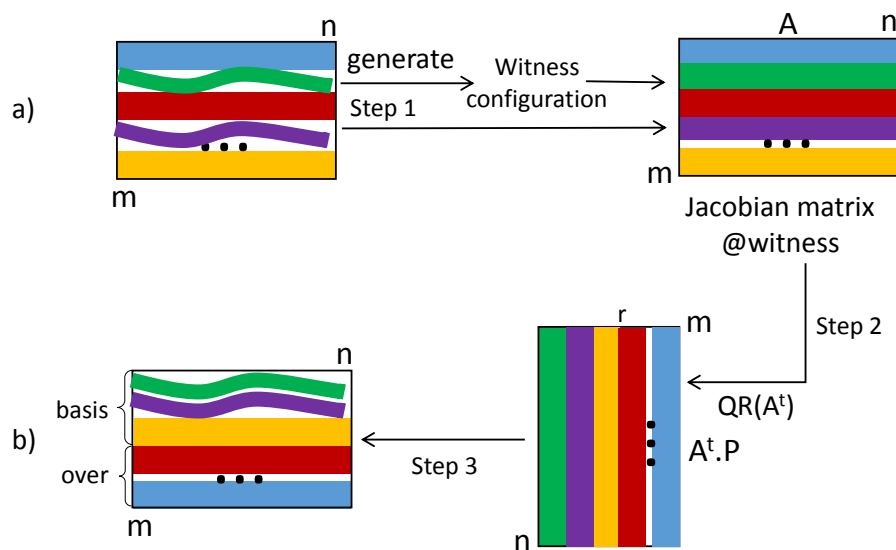 n
generate
Witness
configuration
A
n
a)
Step 1
m
m
Jacobian matrix
@witness
r
m
Step 2
n
basis
QR(Aᵗ)
b)
Aᵗ.P
over
Step 3
m
n